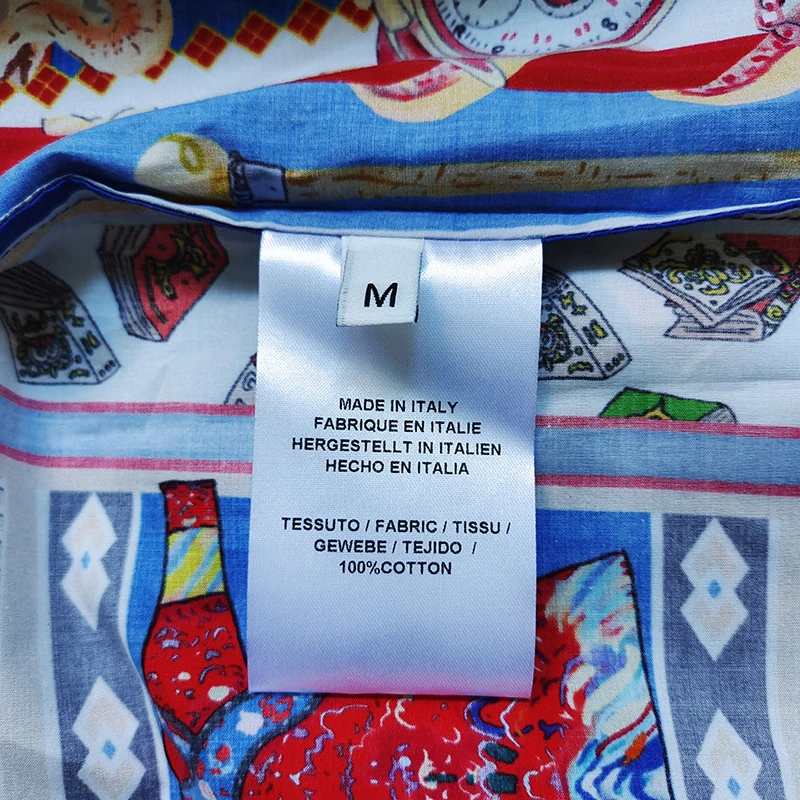 M
MADE IN ITALY
FABRIQUE EN ITALIE
HERGESTELLT IN ITALIEN
HECHO EN ITALIA
TESSUTO / FABRIC / TISSU /
GEWEBE / TEJIDO /
100%COTTON